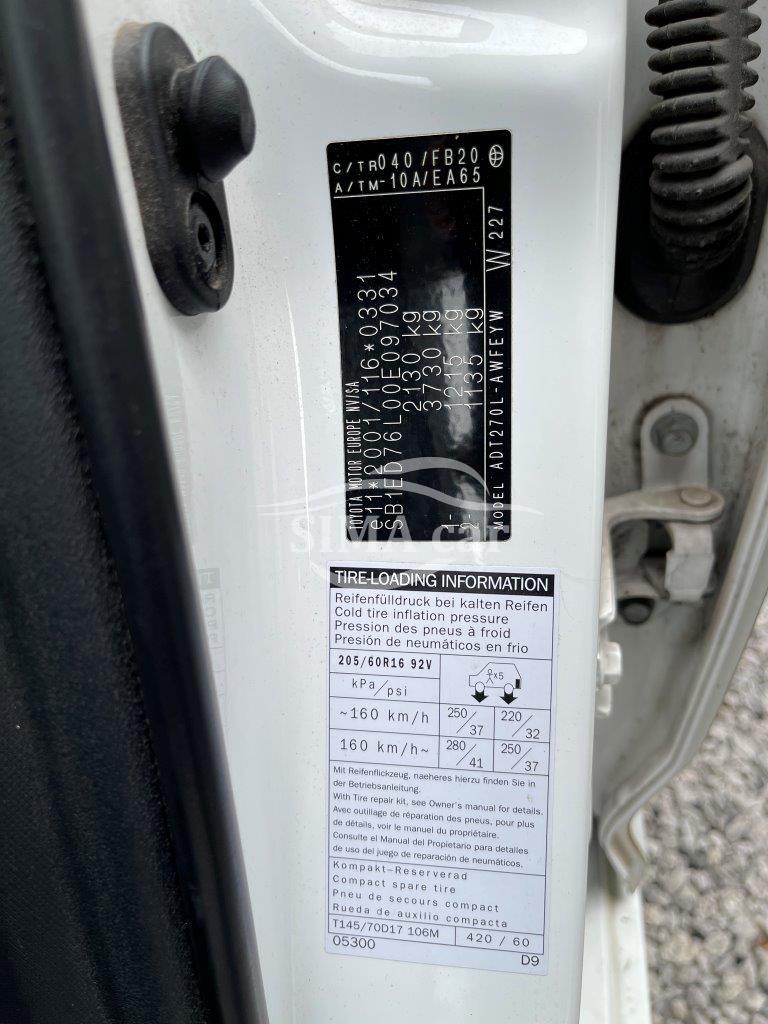 C/TR040/FB20
A/TM-10A/EA65
TOYOTA MOTOR EUROPE NV/SA
e11*2001/116*0331
SB1ED76L00E097034
2130 kg
3730 kg
1- 1215 kg
2- 1135 kg
MODEL ADT270L-AWFEYW W227
SIMA car
TIRE-LOADING INFORMATION
Reifenfülldruck bei kalten Reifen
Cold tire inflation pressure
Pression des pneus à froid
Presión de neumáticos en frio
205/60R16 92V
x5
kPa/psi
~160 km/h 250/37 220/32
160 km/h~ 280/41 250/37
Mit Reifenflickzeug, naeheres hierzu finden Sie in
der Betriebsanleitung.
With Tire repair kit, see Owner's manual for details.
Avec outillage de réparation des pneus, pour plus
de détails, voir le manuel du propriétaire.
Consulte el Manual del Propietario para detalles
de uso del juego de reparación de neumáticos.
Kompakt-Reserverad
Compact spare tire
Pneu de secours compact
Rueda de auxilio compacta
T145/70D17 106M 420 / 60
05300
D9